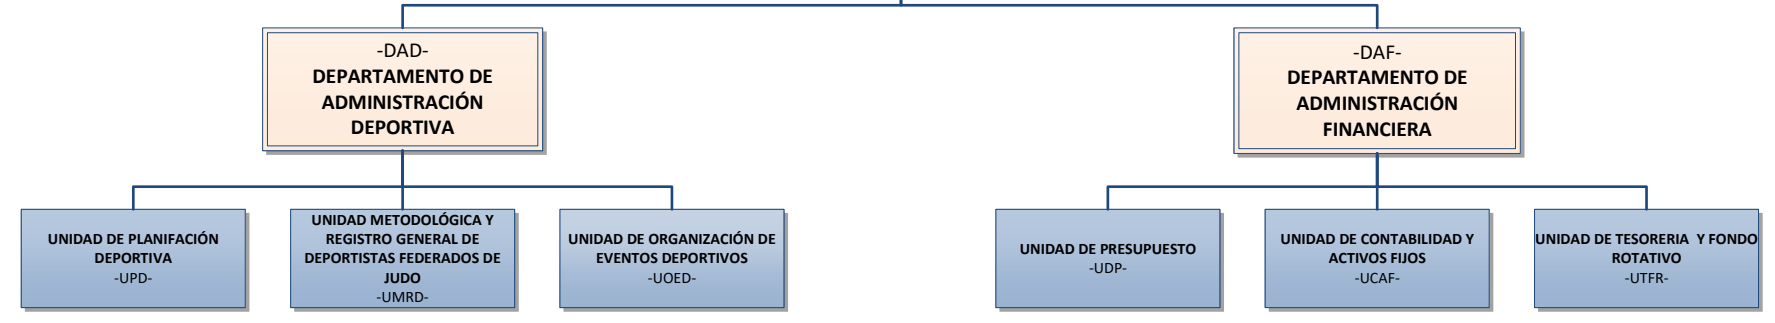 -DAD-
DEPARTAMENTO DE
ADMINISTRACIÓN
DEPORTIVA
-DAF-
DEPARTAMENTO DE
ADMINISTRACIÓN
FINANCIERA
UNIDAD DE PLANIFACIÓN
DEPORTIVA
-UPD-
UNIDAD METODOLÓGICA Y
REGISTRO GENERAL DE
DEPORTISTAS FEDERADOS DE
JUDO
-UMRD-
UNIDAD DE ORGANIZACIÓN DE
EVENTOS DEPORTIVOS
-UOED-
UNIDAD DE PRESUPUESTO
-UDP-
UNIDAD DE CONTABILIDAD Y
ACTIVOS FIJOS
-UCAF-
UNIDAD DE TESORERIA Y FONDO
ROTATIVO
-UTFR-